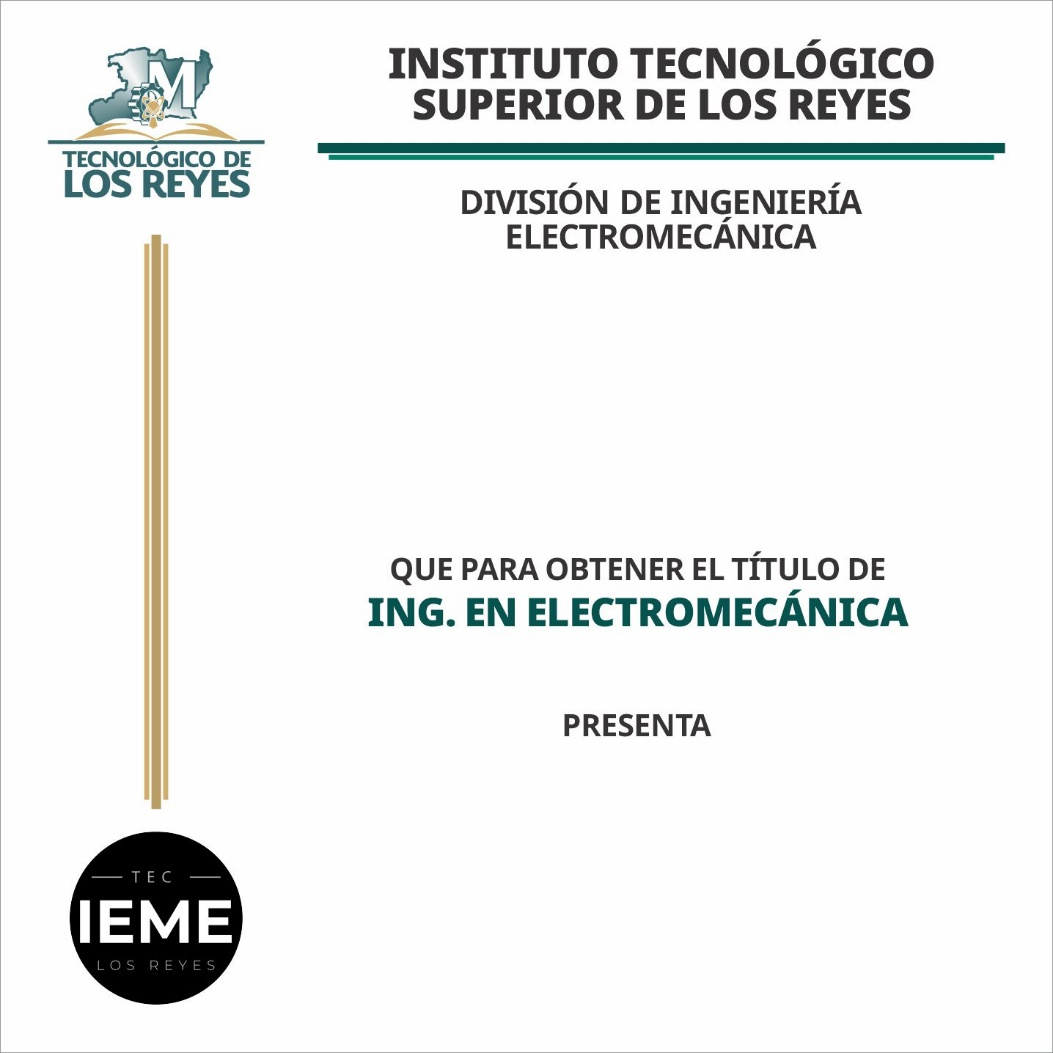 INSTITUTO TECNOLÓGICO
SUPERIOR DE LOS REYES
M
TECNOLÓGICO DE
LOS REYES
DIVISIÓN DE INGENIERÍA
ELECTROMECÁNICA
QUE PARA OBTENER EL TÍTULO DE
ING. EN ELECTROMECÁNICA
PRESENTA
TEC
IEME
LOS REYES